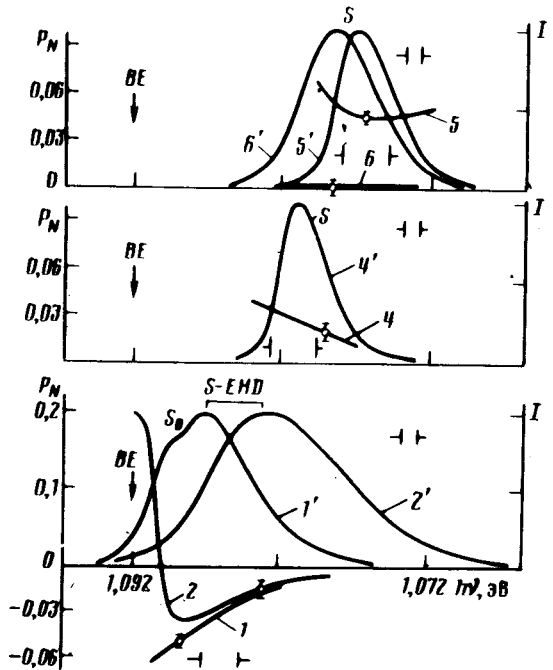 P_N S I
BE
0,06
0,03
0
6' 5' 6 5
P_N S
BE
0,06
0,03
4'
4
P_N S-EHD I
0,2
S_0
BE
0,1
1' 2'
0
1,092 1,072 hν, эВ
2
-0,03
1
-0,06